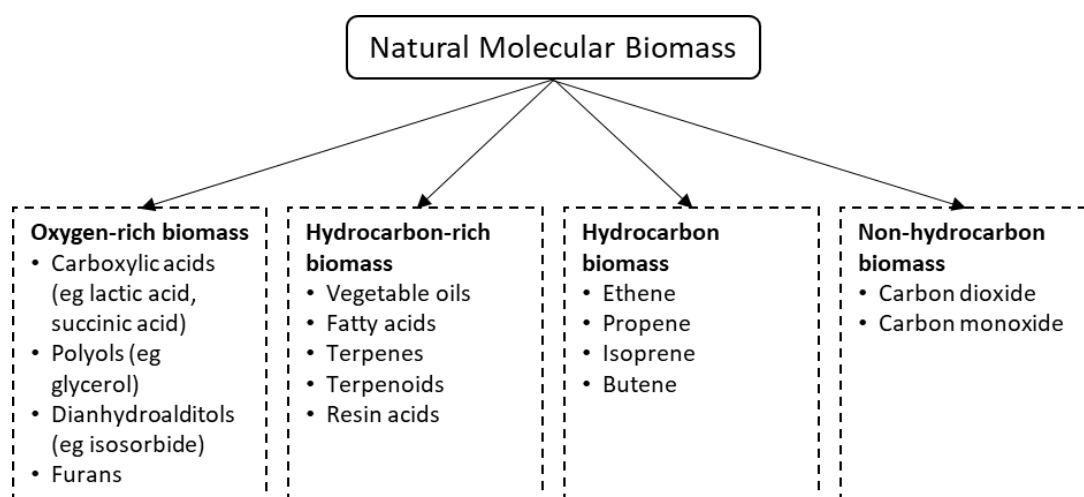 Natural Molecular Biomass
Oxygen-rich biomass
• Carboxylic acids
(eg lactic acid,
succinic acid)
• Polyols (eg
glycerol)
• Dianhydroalditols
(eg isosorbide)
• Furans
Hydrocarbon-rich
biomass
• Vegetable oils
• Fatty acids
• Terpenes
• Terpenoids
• Resin acids
Hydrocarbon
biomass
• Ethene
• Propene
• Isoprene
• Butene
Non-hydrocarbon
biomass
• Carbon dioxide
• Carbon monoxide